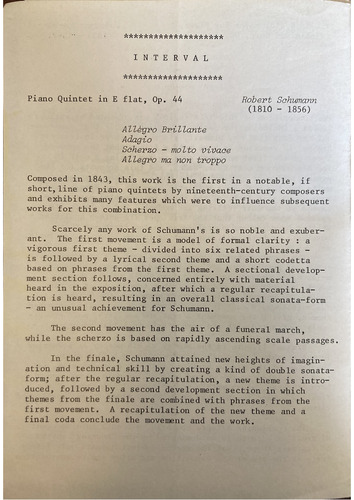 ********************
I N T E R V A L
********************
Piano Quintet in E flat, Op. 44 Robert Schumann
(1810 - 1856)
Allegro Brillante
Adagio
Scherzo - molto vivace
Allegro ma non troppo
Composed in 1843, this work is the first in a notable, if
short, line of piano quintets by nineteenth-century composers
and exhibits many features which were to influence subsequent
works for this combination.
Scarcely any work of Schumann's is so noble and exuber-
ant. The first movement is a model of formal clarity : a
vigorous first theme - divided into six related phrases -
is followed by a lyrical second theme and a short codetta
based on phrases from the first theme. A sectional develop-
ment section follows, concerned entirely with material
heard in the exposition, after which a regular recapitula-
tion is heard, resulting in an overall classical sonata-form
- an unusual achievement for Schumann.
The second movement has the air of a funeral march,
while the scherzo is based on rapidly ascending scale passages.
In the finale, Schumann attained new heights of imagin-
ation and technical skill by creating a kind of double sonata-
form; after the regular recapitulation, a new theme is intro-
duced, followed by a second development section in which
themes from the finale are combined with phrases from the
first movement. A recapitulation of the new theme and a
final coda conclude the movement and the work.